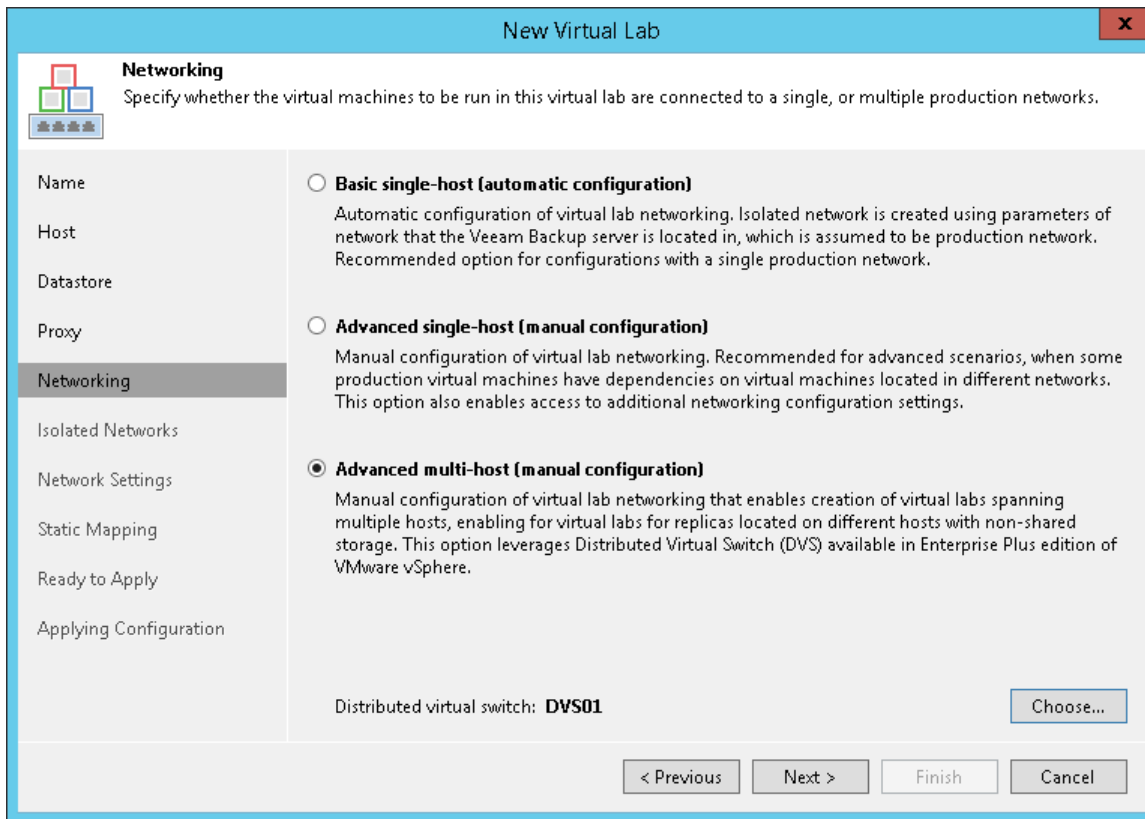 New Virtual Lab
x
Networking
Specify whether the virtual machines to be run in this virtual lab are connected to a single, or multiple production networks.
Name
Host
Datastore
Proxy
Networking
Isolated Networks
Network Settings
Static Mapping
Ready to Apply
Applying Configuration
Basic single-host (automatic configuration)
Automatic configuration of virtual lab networking. Isolated network is created using parameters of
network that the Veeam Backup server is located in, which is assumed to be production network.
Recommended option for configurations with a single production network.
Advanced single-host (manual configuration)
Manual configuration of virtual lab networking. Recommended for advanced scenarios, when some
production virtual machines have dependencies on virtual machines located in different networks.
This option also enables access to additional networking configuration settings.
Advanced multi-host (manual configuration)
Manual configuration of virtual lab networking that enables creation of virtual labs spanning
multiple hosts, enabling for virtual labs for replicas located on different hosts with non-shared
storage. This option leverages Distributed Virtual Switch (DVS) available in Enterprise Plus edition of
VMware vSphere.
Distributed virtual switch: DVS01
Choose...
< Previous
Next >
Finish
Cancel